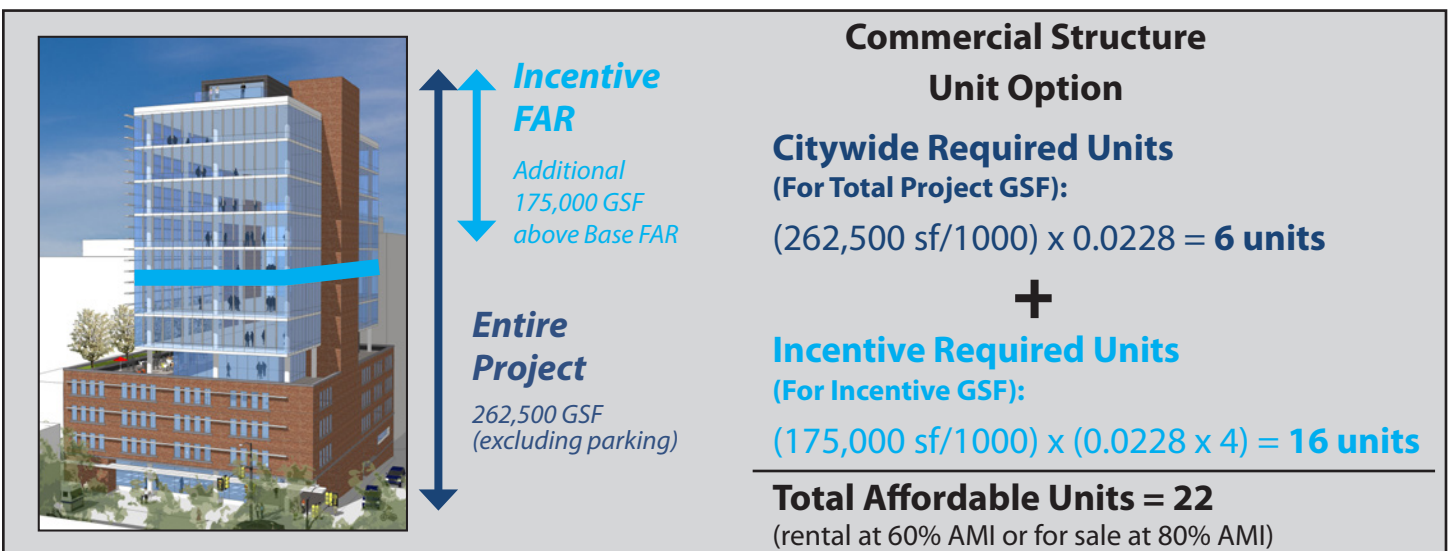 Incentive
FAR
Additional
175,000 GSF
above Base FAR
Entire
Project
262,500 GSF
(excluding parking)
Commercial Structure
Unit Option
Citywide Required Units
(For Total Project GSF):
(262,500 sf/1000) x 0.0228 = 6 units
+
Incentive Required Units
(For Incentive GSF):
(175,000 sf/1000) x (0.0228 x 4) = 16 units
Total Affordable Units = 22
(rental at 60% AMI or for sale at 80% AMI)